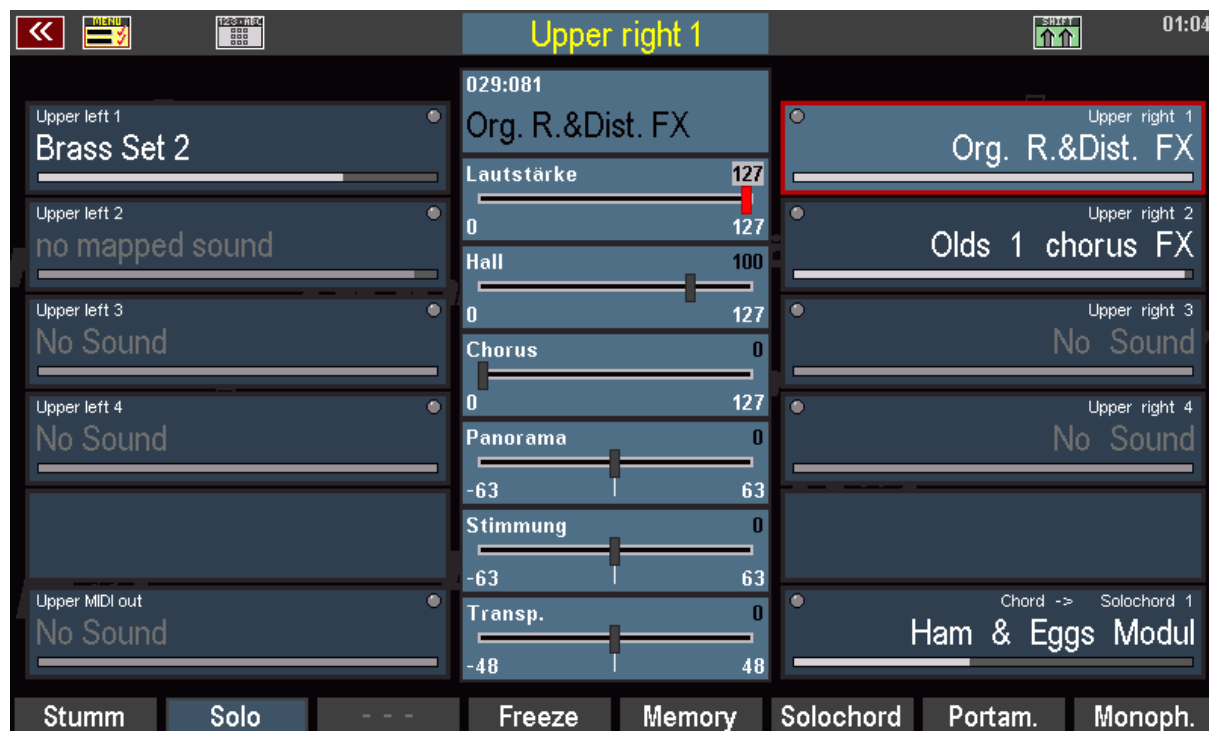 MENU
123·ABC
Upper right 1
SHIFT
01:04
Upper left 1
Brass Set 2
Upper left 2
no mapped sound
Upper left 3
No Sound
Upper left 4
No Sound
Upper MIDI out
No Sound
029:081
Org. R.&Dist. FX
Lautstärke 127
0 127
Hall 100
0 127
Chorus 0
0 127
Panorama 0
-63 63
Stimmung 0
-63 63
Transp. 0
-48 48
Upper right 1
Org. R.&Dist. FX
Upper right 2
Olds 1 chorus FX
Upper right 3
No Sound
Upper right 4
No Sound
Chord -> Solochord 1
Ham & Eggs Modul
Stumm Solo - - - Freeze Memory Solochord Portam. Monoph.